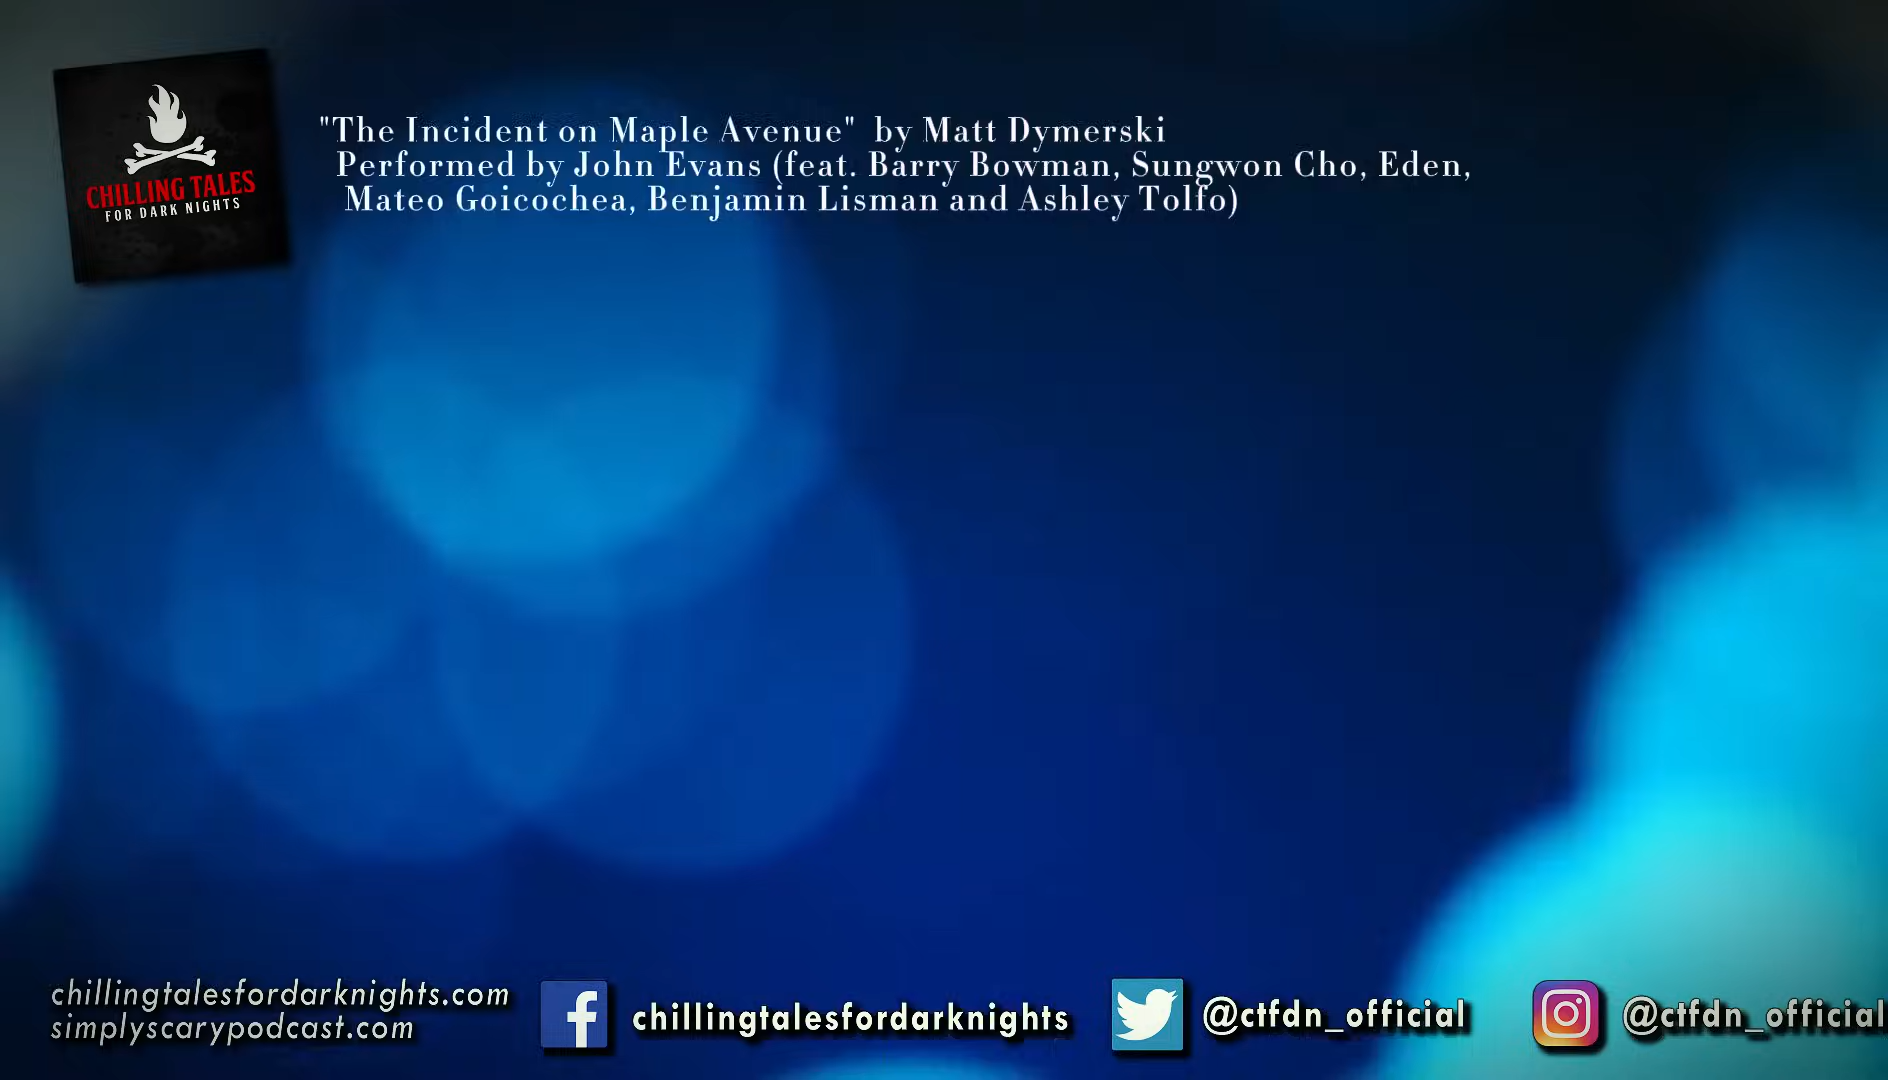 CHILLING TALES
FOR DARK NIGHTS
"The Incident on Maple Avenue" by Matt Dymerski
Performed by John Evans (feat. Barry Bowman, Sungwon Cho, Eden,
Mateo Goicochea, Benjamin Lisman and Ashley Tolfo)
chillingtalesfordarknights.com
simplyscarypodcast.com
chillingtalesfordarknights
@ctfdn_official
@ctfdn_official